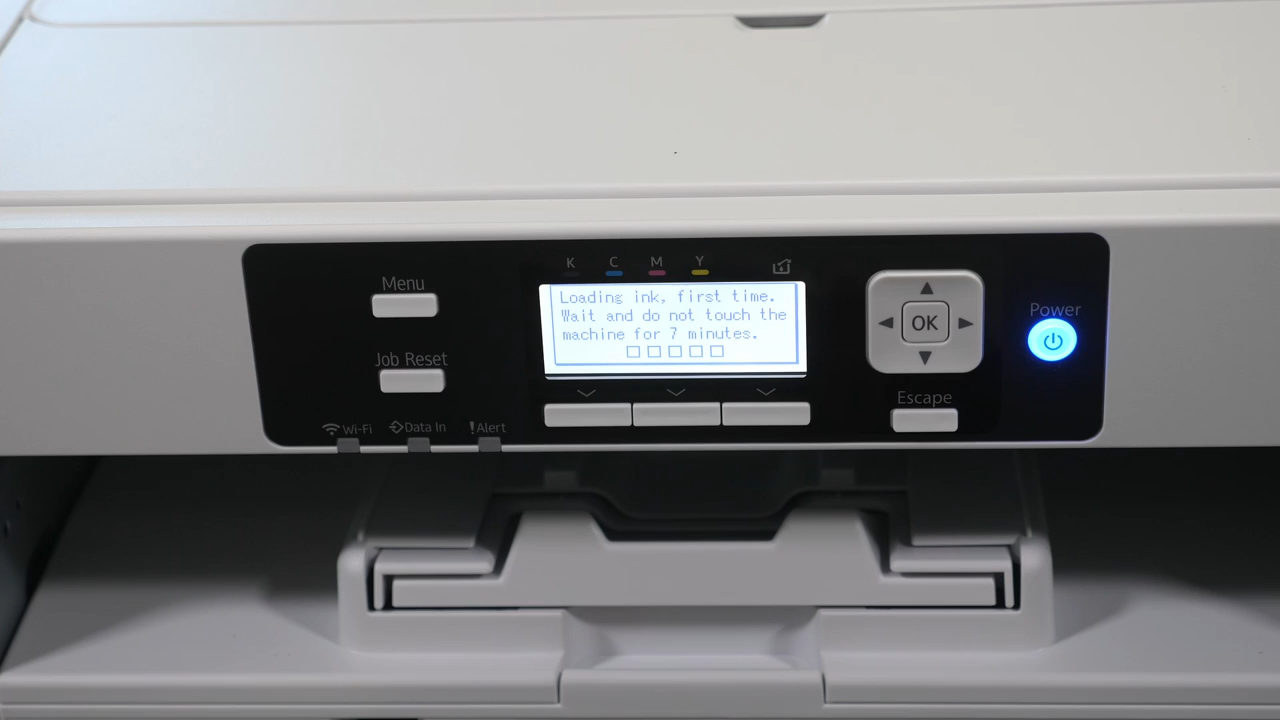 K C M Y
Menu
Loading ink, first time.
Wait and do not touch the
machine for 7 minutes.
OK
Power
Job Reset
Escape
Wi-Fi Data In !Alert